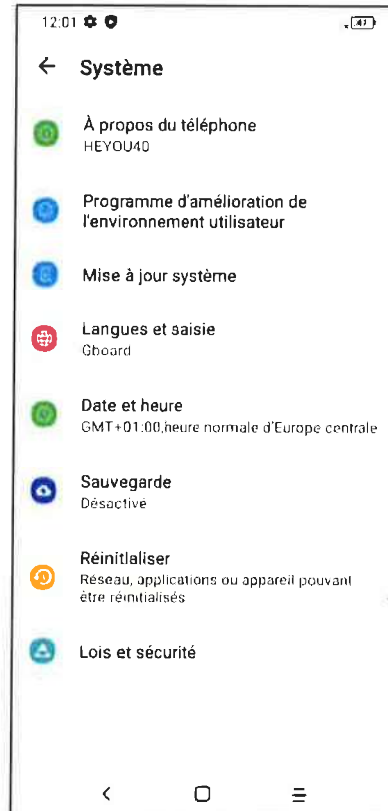 12:01
47
Système
À propos du téléphone
HEYOU40
Programme d'amélioration de
l'environnement utilisateur
Mise à jour système
Langues et saisie
Gboard
Date et heure
GMT+01:00,heure normale d'Europe centrale
Sauvegarde
Désactivé
Réinitialiser
Réseau, applications ou appareil pouvant
être réinitialisés
Lois et sécurité